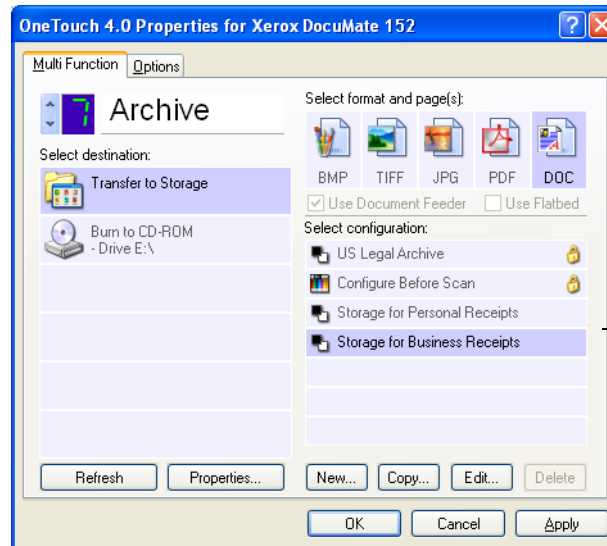 OneTouch 4.0 Properties for Xerox DocuMate 152
Multi Function
Options
7
Archive
Select destination:
Transfer to Storage
Burn to CD-ROM
- Drive E:\
Refresh
Properties...
Select format and page(s):
BMP
TIFF
JPG
PDF
DOC
Use Document Feeder
Use Flatbed
Select configuration:
US Legal Archive
Configure Before Scan
Storage for Personal Receipts
Storage for Business Receipts
New...
Copy...
Edit...
Delete
OK
Cancel
Apply